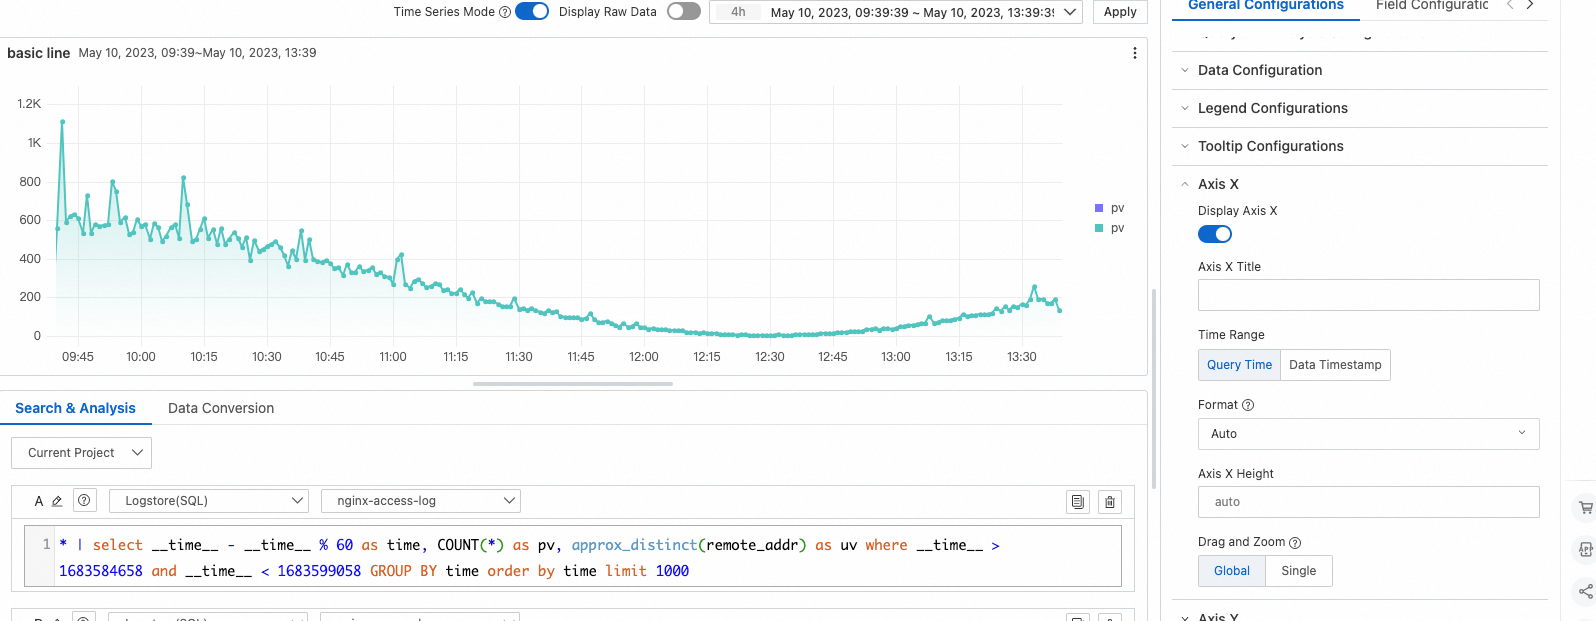 Time Series Mode Display Raw Data 4h May 10, 2023, 09:39:39 ~ May 10, 2023, 13:39:3 Apply
General Configurations Field Configuratic
basic line May 10, 2023, 09:39~May 10, 2023, 13:39
1.2K
1K
800
600
400
200
0
09:45 10:00 10:15 10:30 10:45 11:00 11:15 11:30 11:45 12:00 12:15 12:30 12:45 13:00 13:15 13:30
pv
pv
Data Configuration
Legend Configurations
Tooltip Configurations
Axis X
Display Axis X
Axis X Title
Time Range
Query Time Data Timestamp
Format
Auto
Axis X Height
auto
Drag and Zoom
Global Single
Axis Y
Search & Analysis Data Conversion
Current Project
A Logstore(SQL) nginx-access-log
1 * | select __time__ - __time__ % 60 as time, COUNT(*) as pv, approx_distinct(remote_addr) as uv where __time__ >
1683584658 and __time__ < 1683599058 GROUP BY time order by time limit 1000